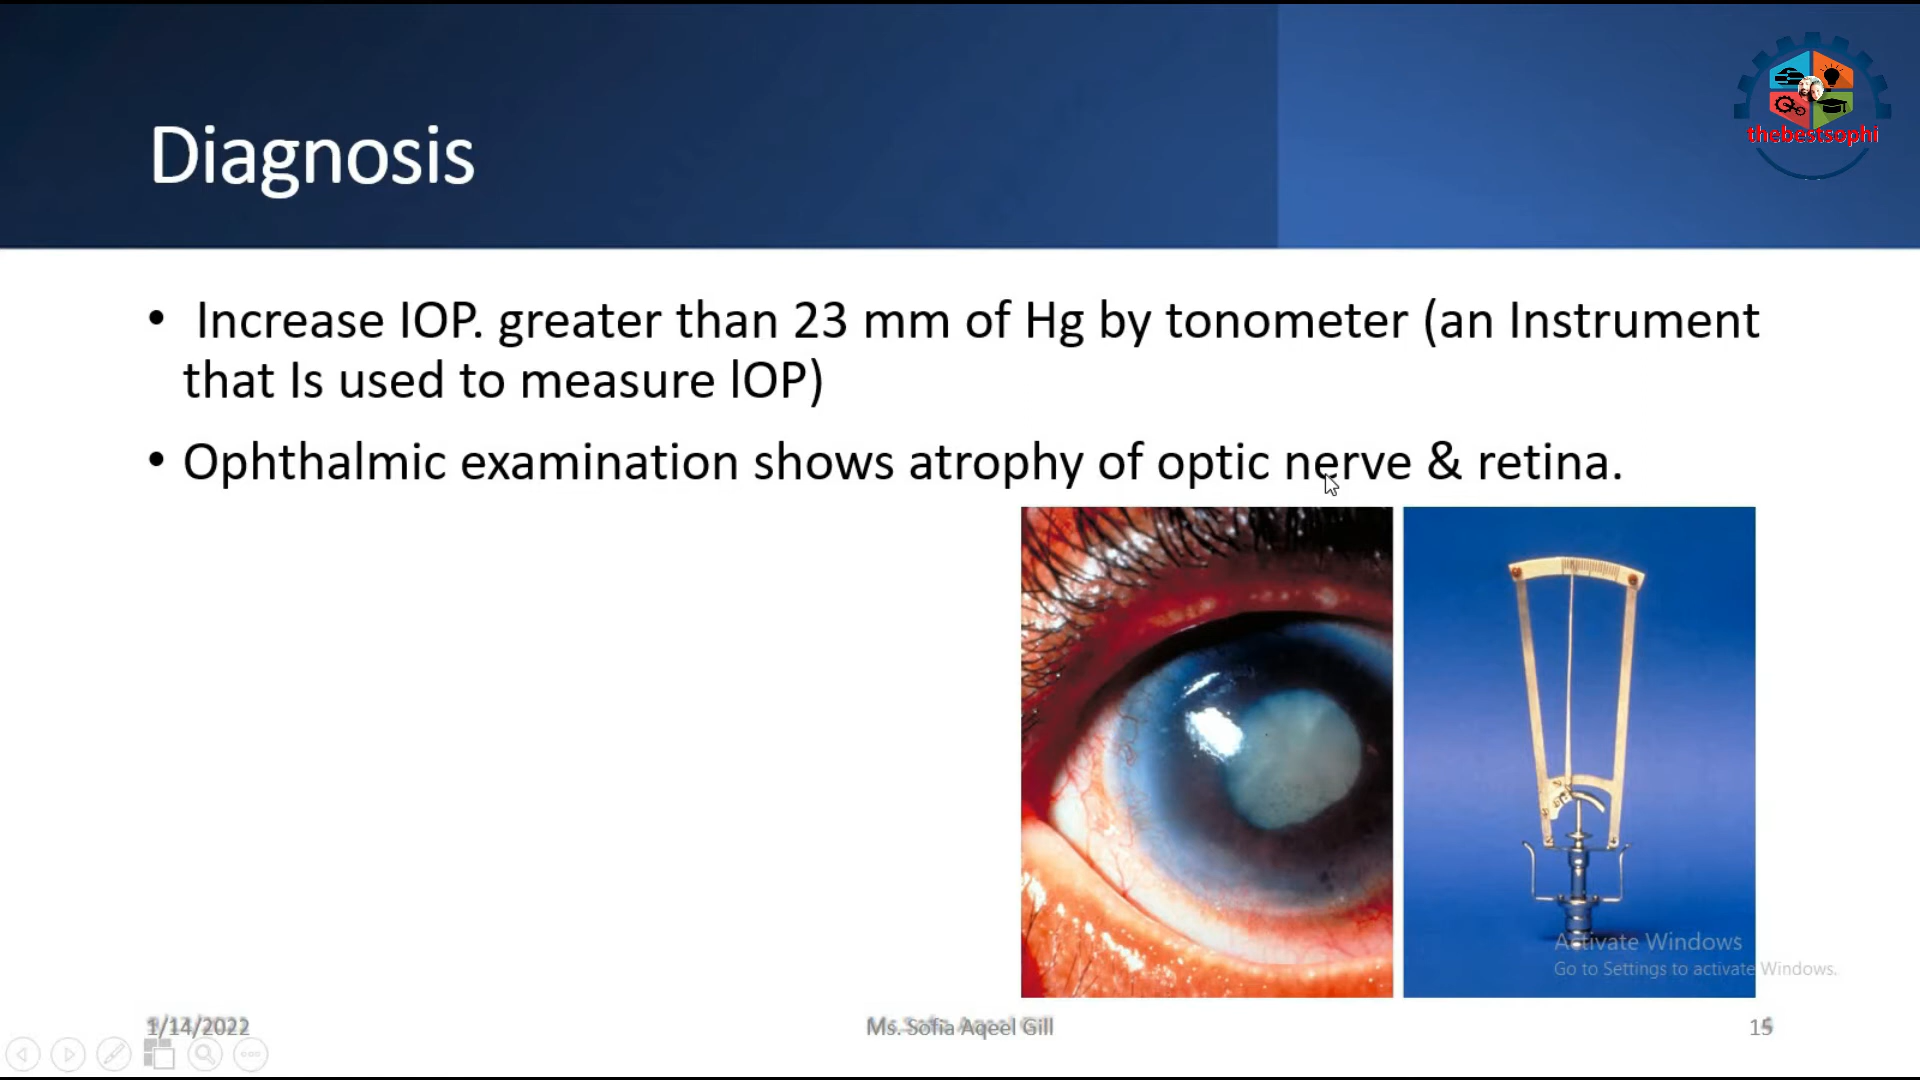 thebestsophi
Diagnosis
• Increase lOP. greater than 23 mm of Hg by tonometer (an Instrument
that Is used to measure lOP)
• Ophthalmic examination shows atrophy of optic nerve & retina.
Activate Windows
Go to Settings to activate Windows.
1/14/2022
Ms. Sofia Aqeel Gill
15